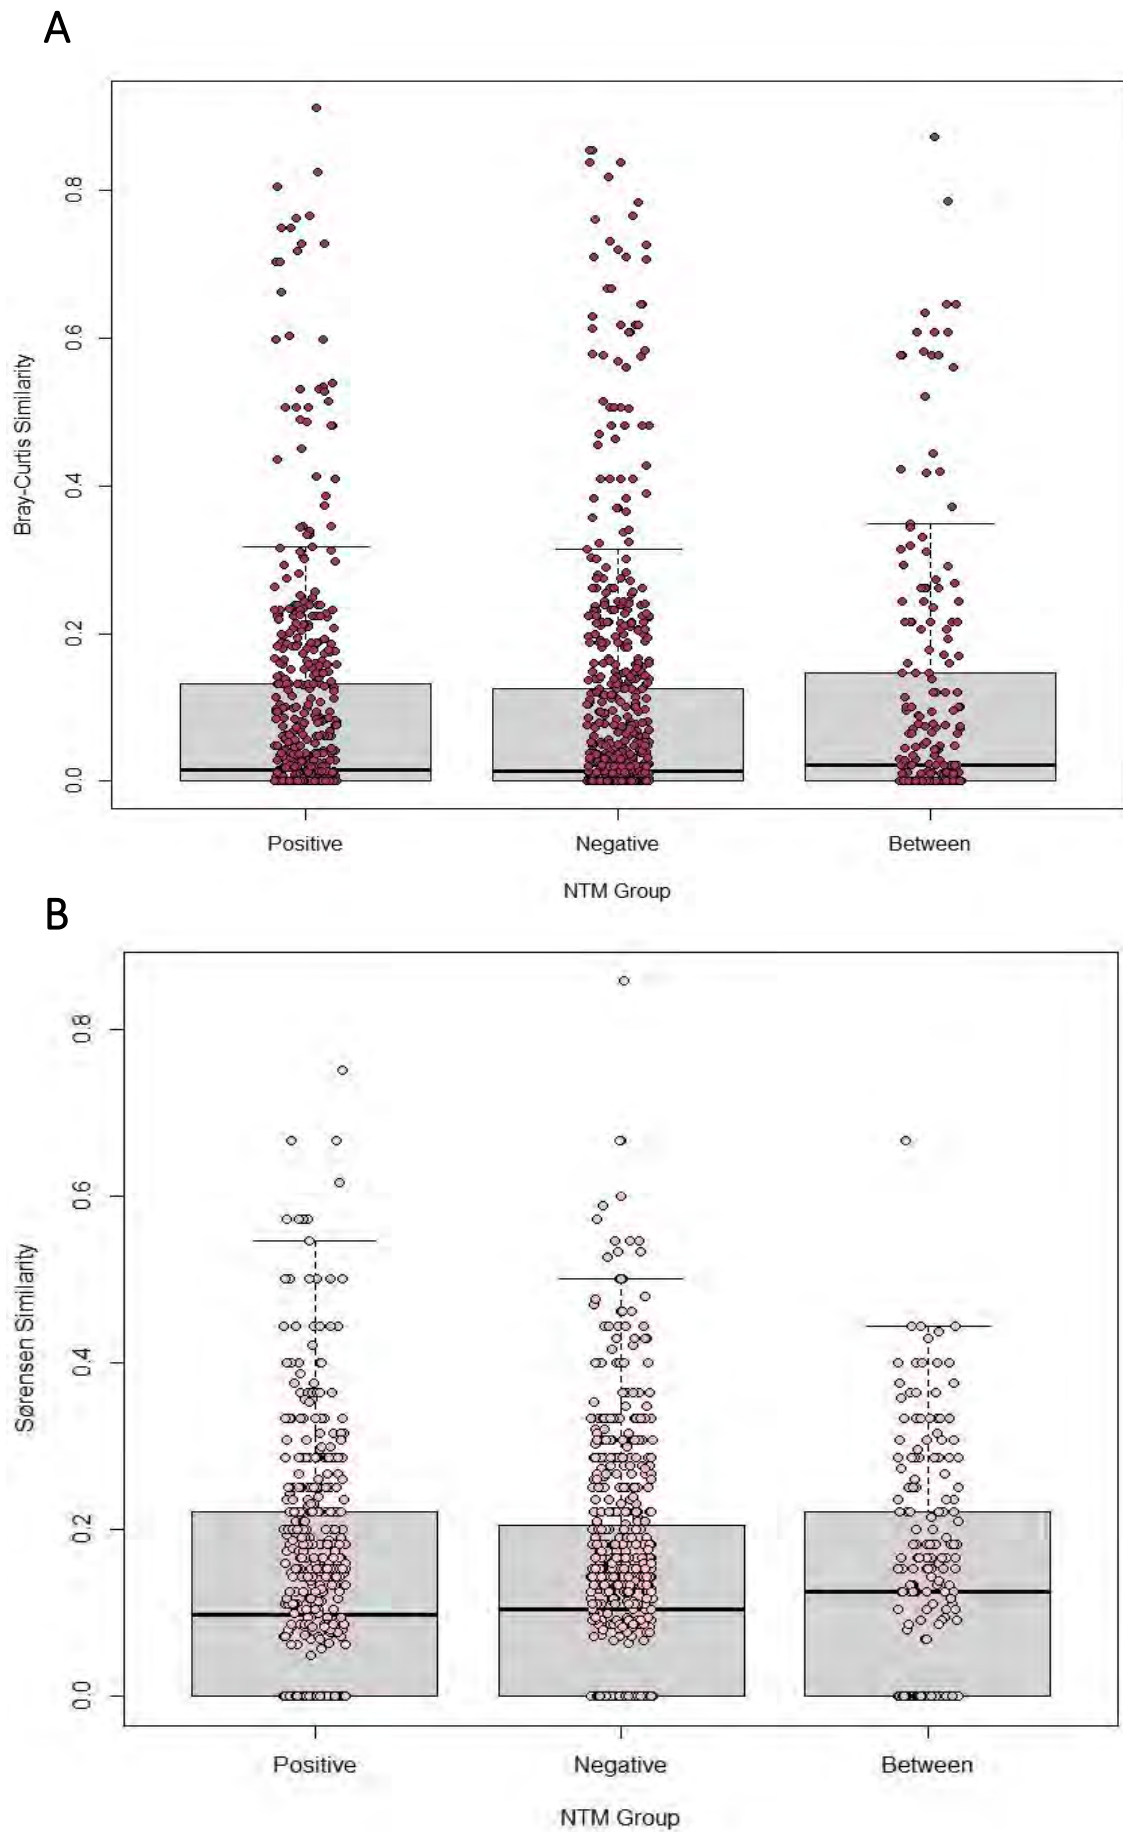 A
Bray-Curtis Similarity
0.8
0.6
0.4
0.2
0.0
Positive Negative Between
NTM Group
B
Sørensen Similarity
0.8
0.6
0.4
0.2
0.0
Positive Negative Between
NTM Group